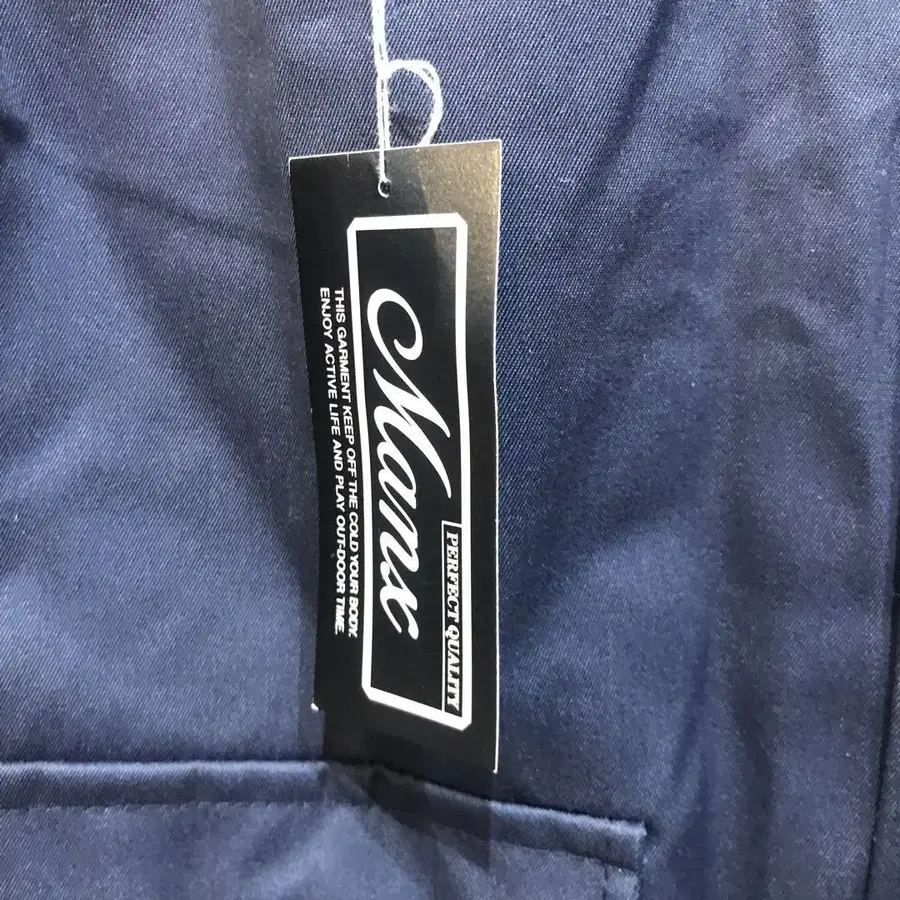 PERFECT QUALITY
Manx
THIS GARMENT KEEP OFF THE COLD YOUR BODY.
ENJOY ACTIVE LIFE AND PLAY OUT-DOOR TIME.